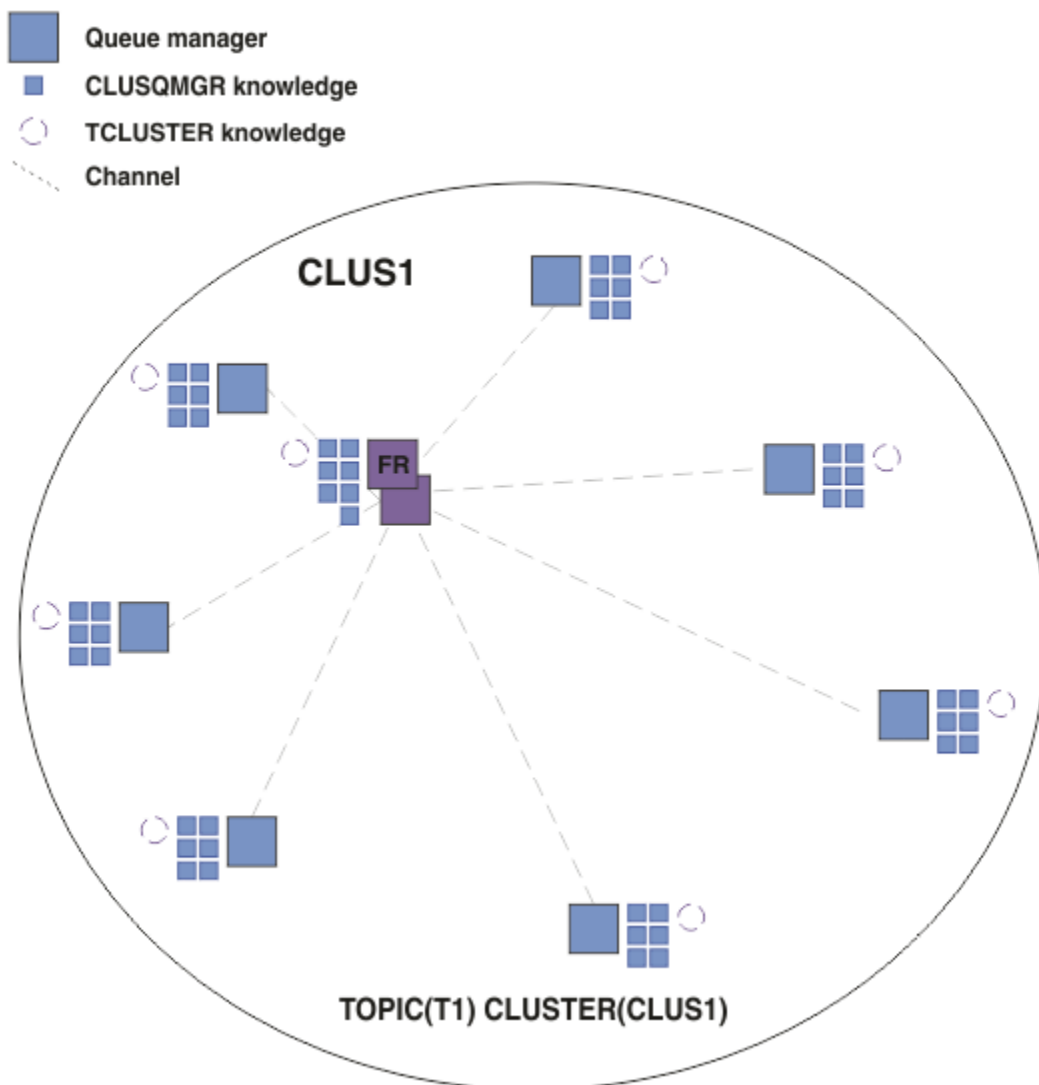 Queue manager
CLUSQMGR knowledge
TCLUSTER knowledge
Channel
CLUS1
FR
TOPIC(T1) CLUSTER(CLUS1)